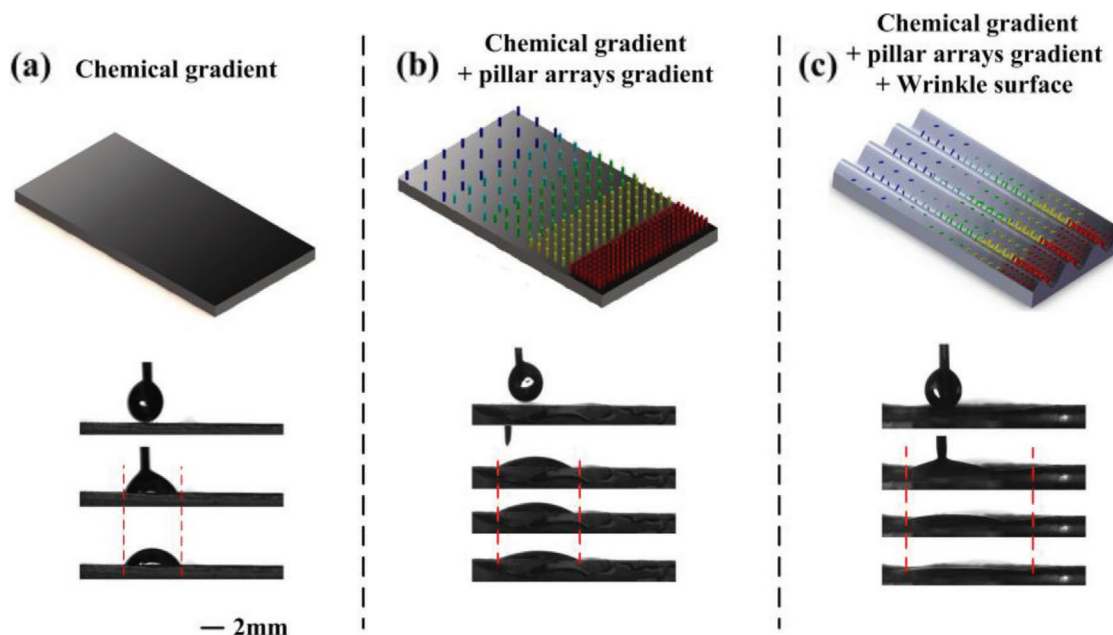 (a) Chemical gradient
(b) Chemical gradient
+ pillar arrays gradient
(c) Chemical gradient
+ pillar arrays gradient
+ Wrinkle surface
2mm